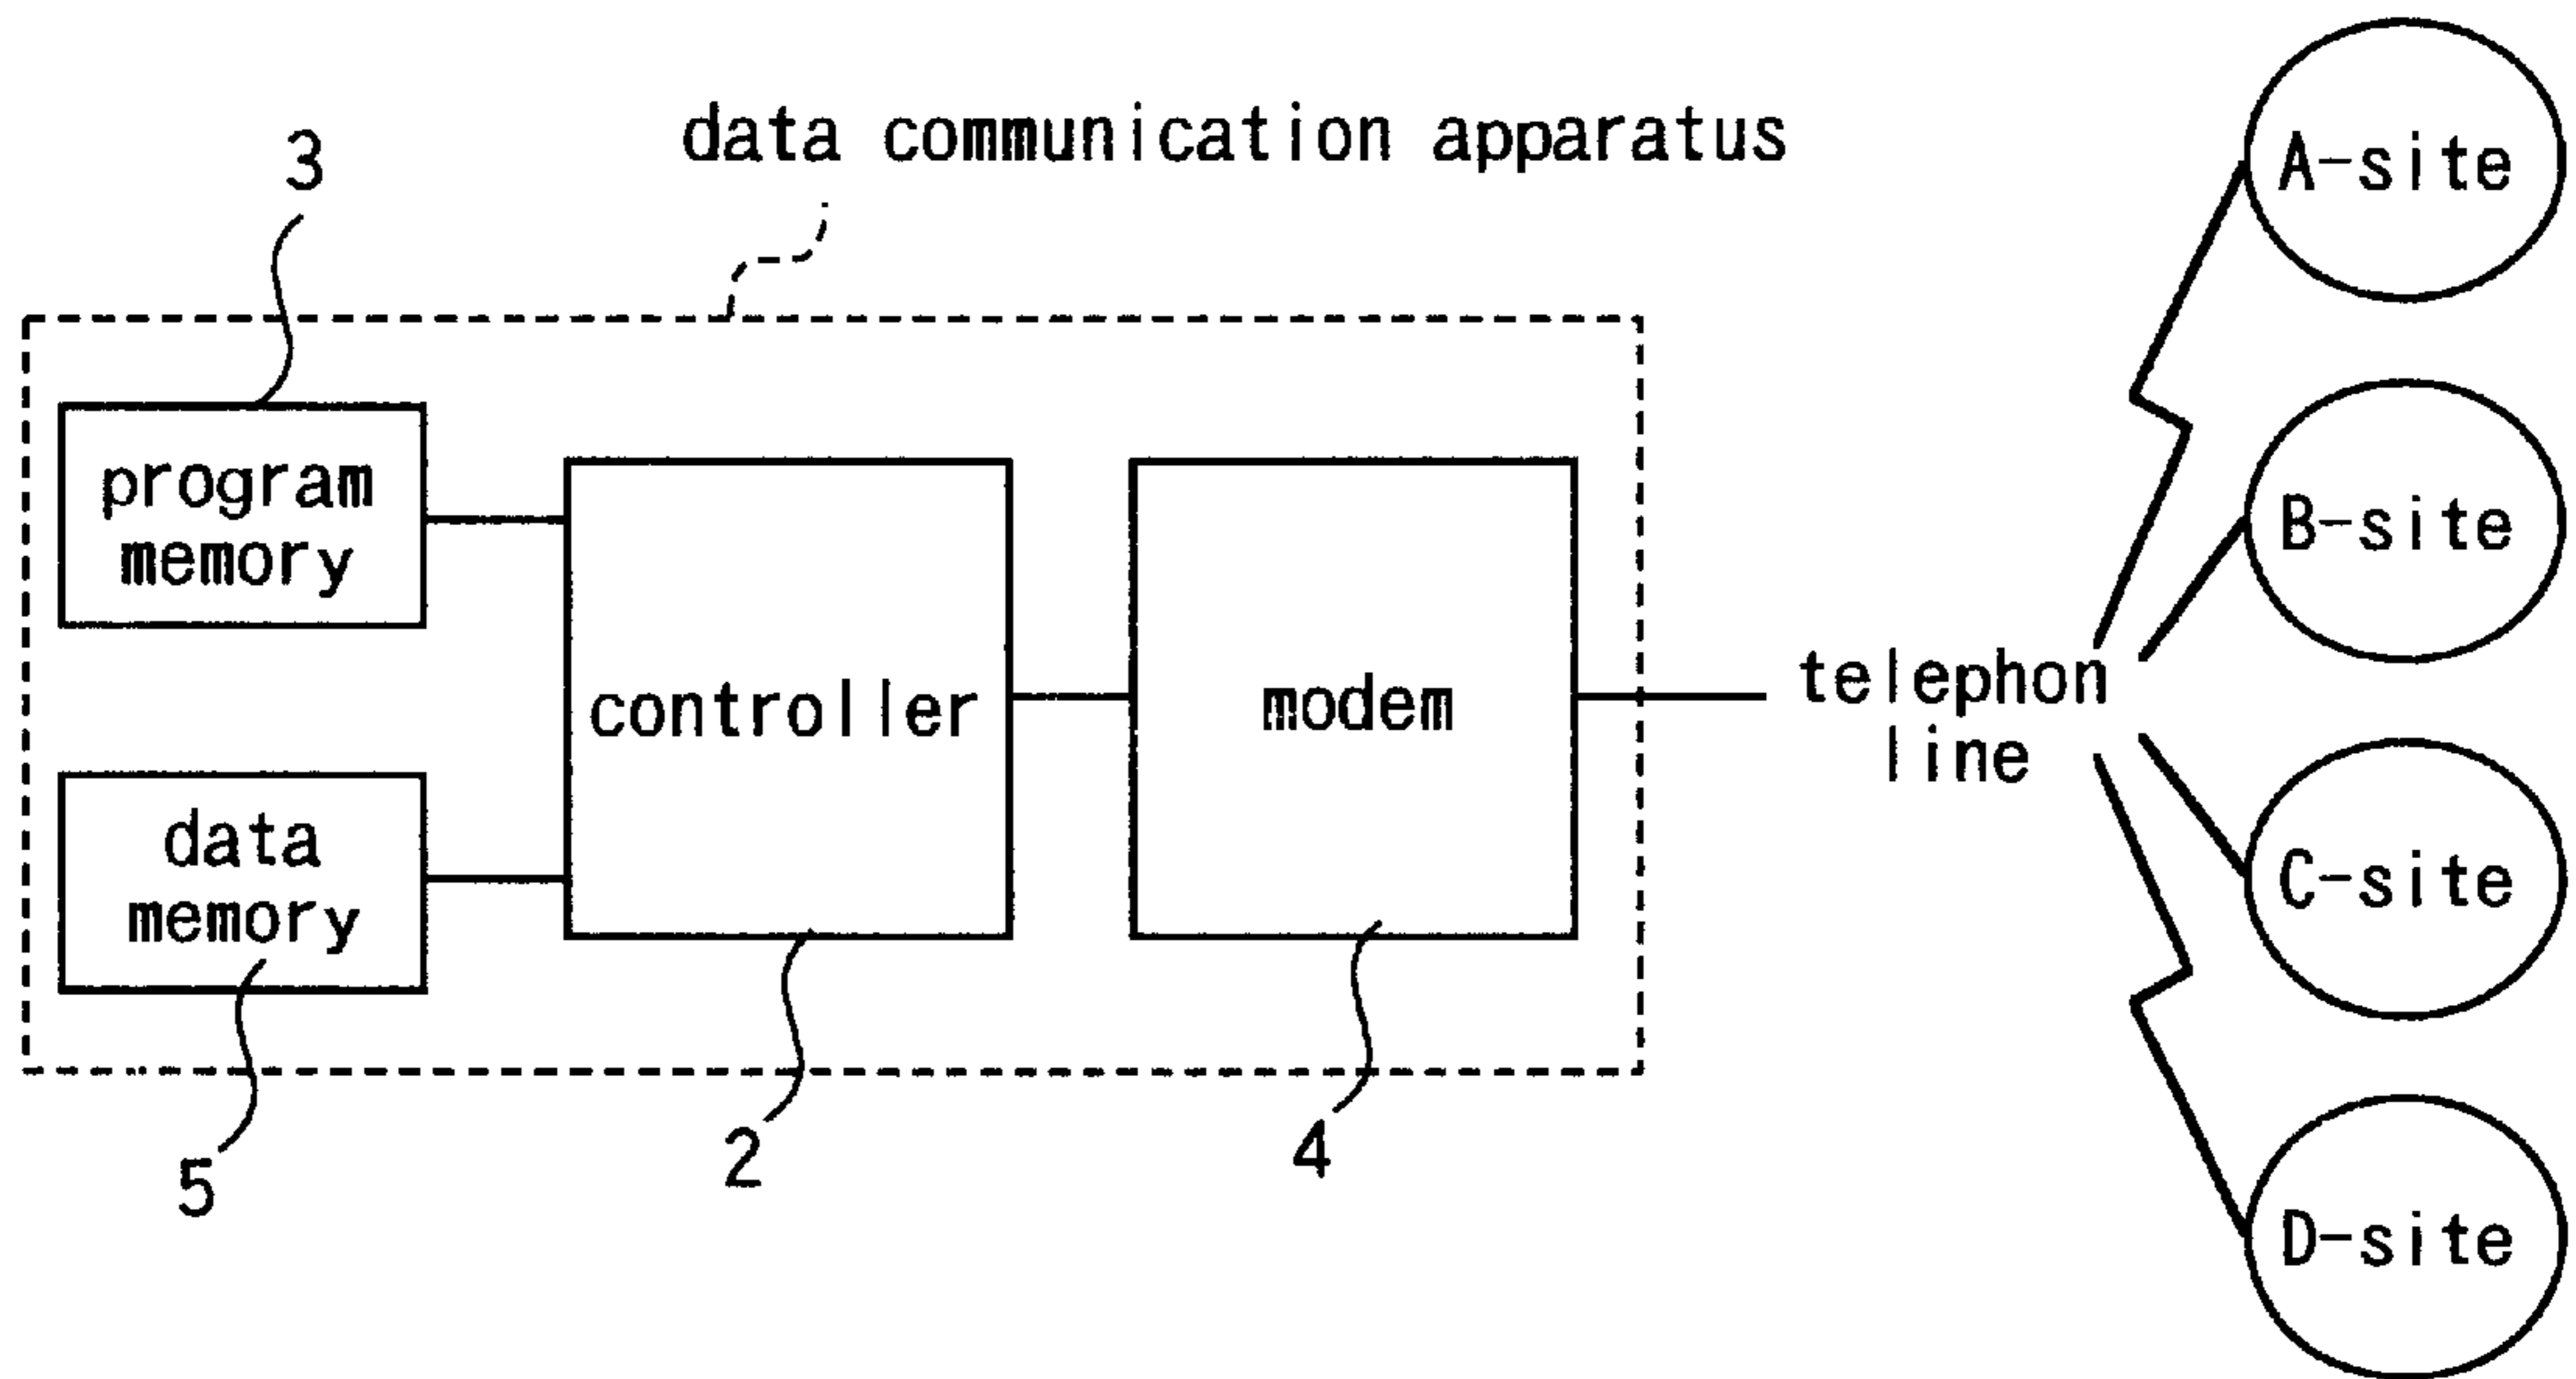 data communication apparatus
3
program
memory
data
memory
controller
modem
telephon
line
A-site
B-site
C-site
D-site
5
2
4